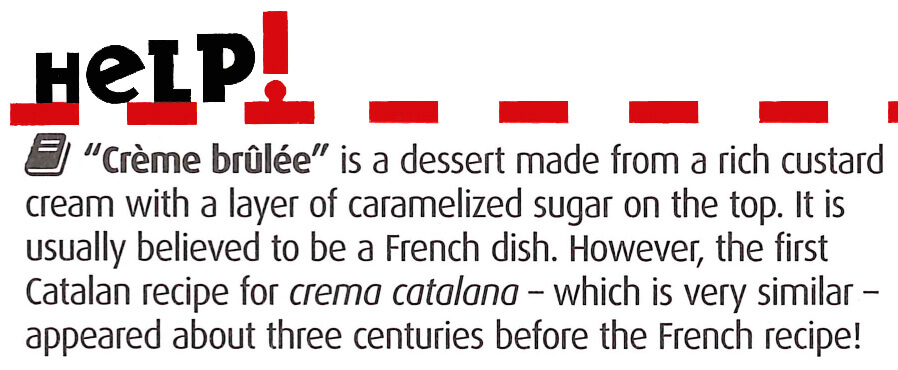 HeLP!
“Crème brûlée” is a dessert made from a rich custard
cream with a layer of caramelized sugar on the top. It is
usually believed to be a French dish. However, the first
Catalan recipe for crema catalana – which is very similar –
appeared about three centuries before the French recipe!